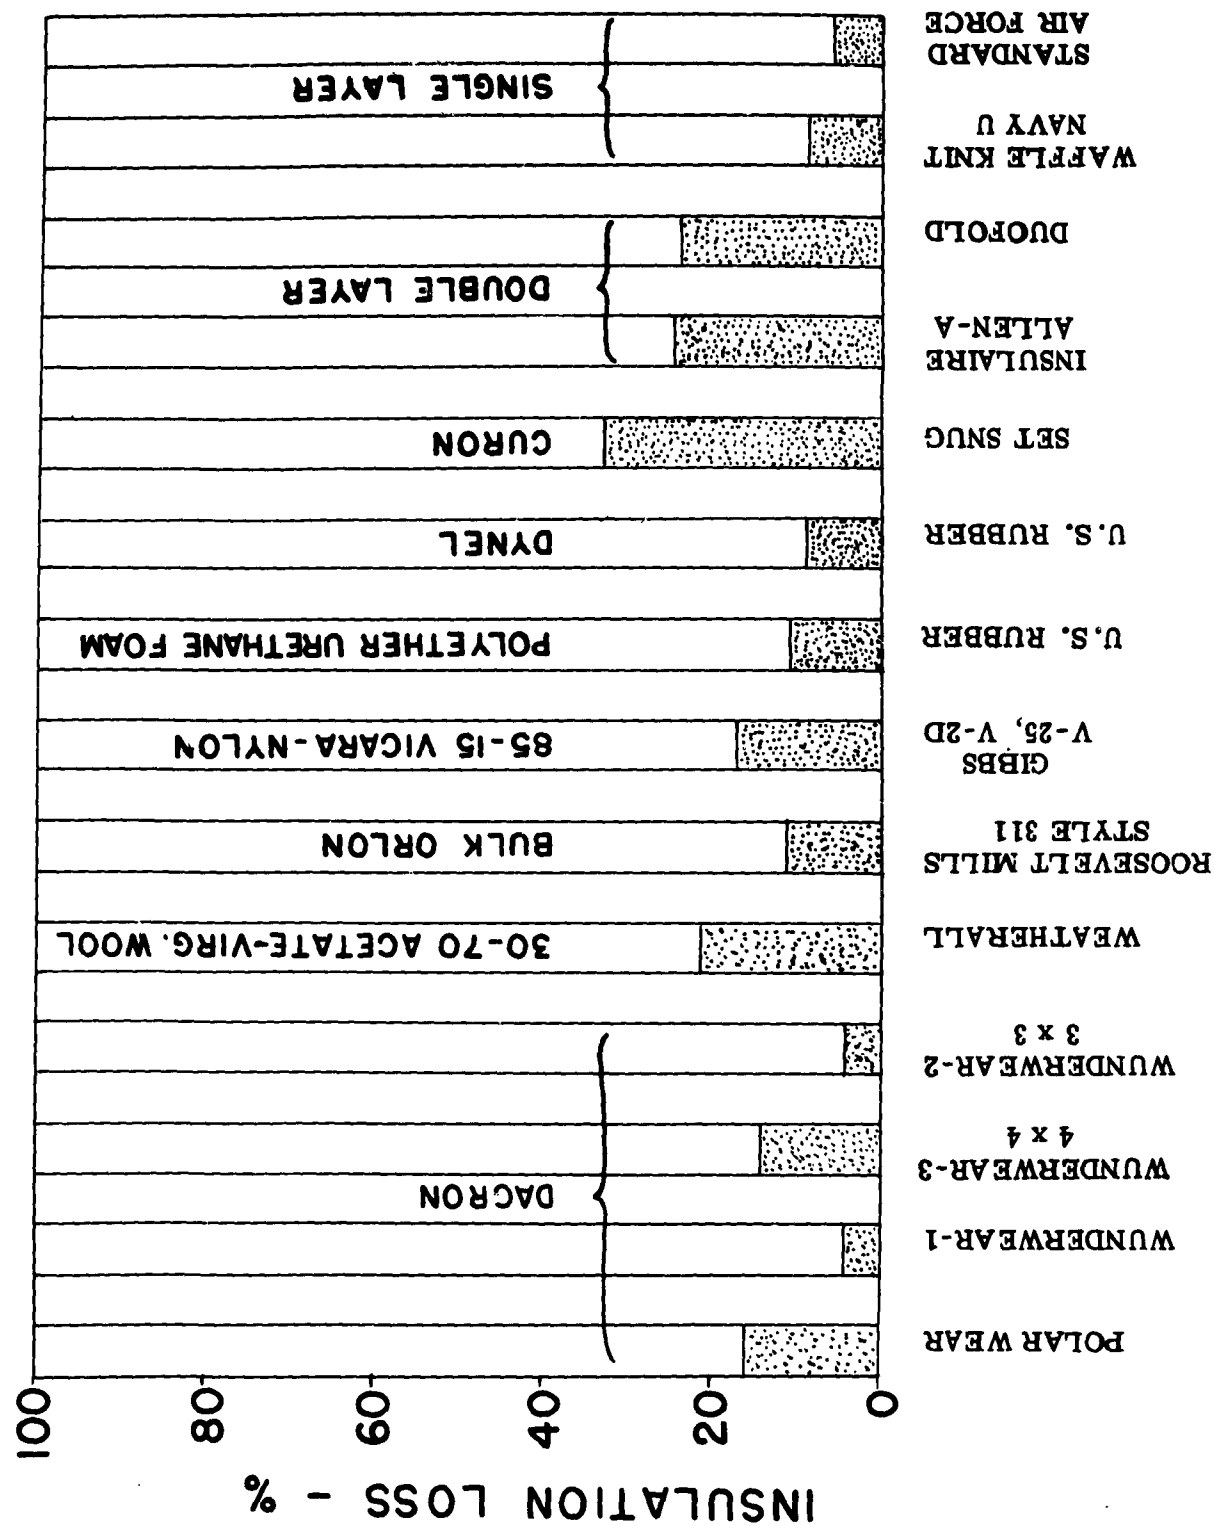 INSULATION LOSS - %
0
20
40
60
80
100
POLAR WEAR
WUNDERWEAR-1
WUNDERWEAR-3
4 x 4
WUNDERWEAR-2
3 x 3
DACRON
WEATHERALL
30-70 ACETATE-VIRG. WOOL
ROOSEVELT MILLS
STYLE 311
BULK ORLON
GIBBS
V-25, V-2D
85-15 VICARA-NYLON
U.S. RUBBER
POLYETHER URETHANE FOAM
U.S. RUBBER
DYNEL
SET SNUG
CURON
INSULAIRE
ALLEN-A
DUOFOLD
DOUBLE LAYER
WAFFLE KNIT
NAVY U
STANDARD
AIR FORCE
SINGLE LAYER